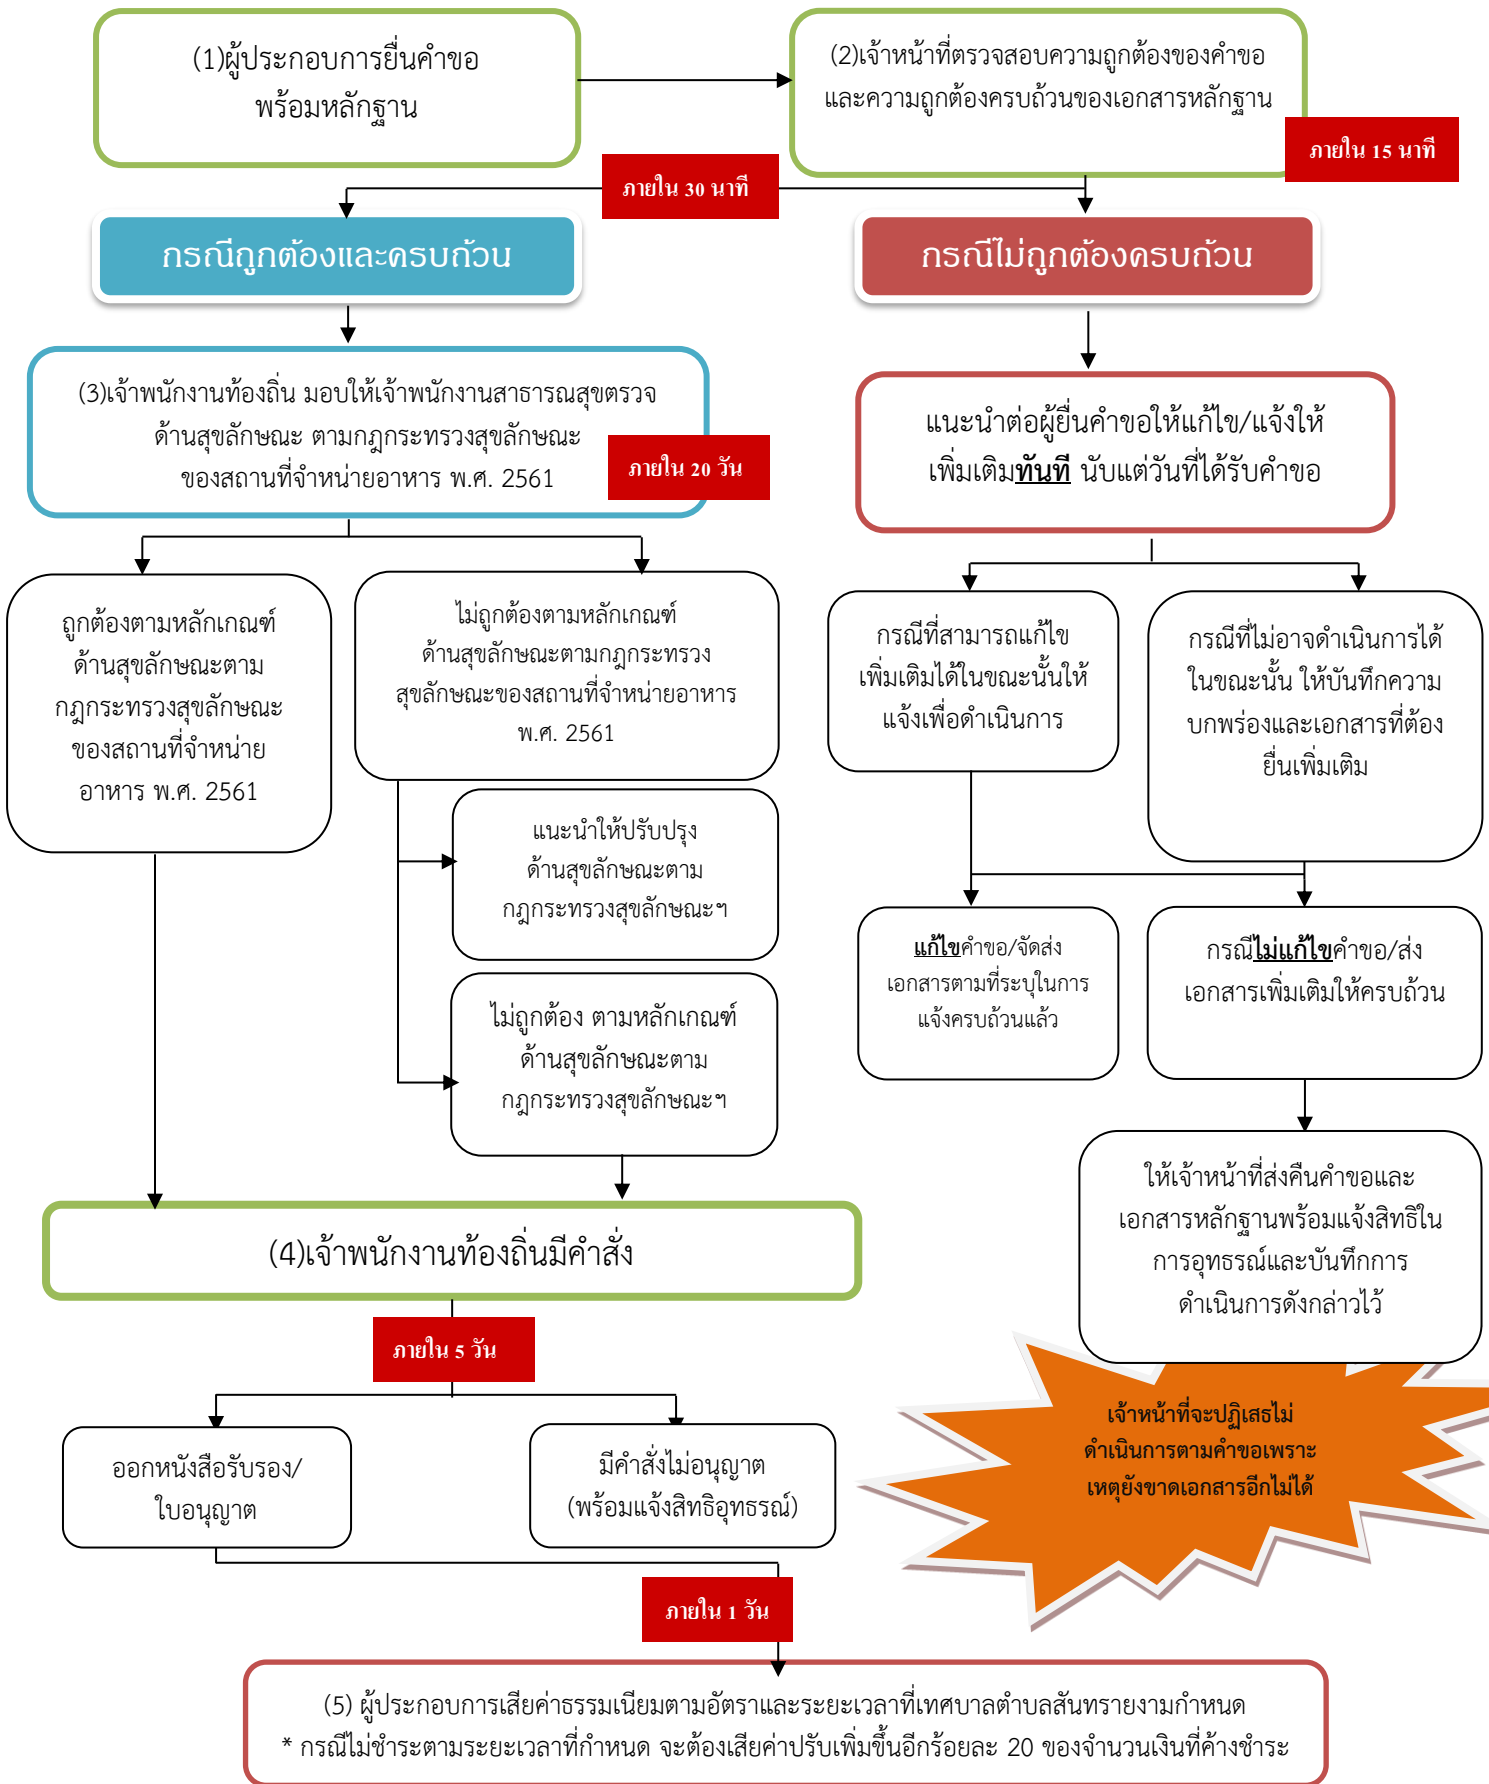 (1)ผู้ประกอบการยื่นคำขอ
พร้อมหลักฐาน
(2)เจ้าหน้าที่ตรวจสอบความถูกต้องของคำขอ
และความถูกต้องครบถ้วนของเอกสารหลักฐาน
ภายใน 15 นาที
ภายใน 30 นาที
กรณีถูกต้องและครบถ้วน
กรณีไม่ถูกต้องครบถ้วน
(3)เจ้าพนักงานท้องถิ่น มอบให้เจ้าพนักงานสาธารณสุขตรวจ
ด้านสุขลักษณะ ตามกฎกระทรวงสุขลักษณะ
ของสถานที่จำหน่ายอาหาร พ.ศ. 2561
ภายใน 20 วัน
แนะนำต่อผู้ยื่นคำขอให้แก้ไข/แจ้งให้
เพิ่มเติมทันที นับแต่วันที่ได้รับคำขอ
ถูกต้องตามหลักเกณฑ์
ด้านสุขลักษณะตาม
กฎกระทรวงสุขลักษณะ
ของสถานที่จำหน่าย
อาหาร พ.ศ. 2561
ไม่ถูกต้องตามหลักเกณฑ์
ด้านสุขลักษณะตามกฎกระทรวง
สุขลักษณะของสถานที่จำหน่ายอาหาร
พ.ศ. 2561
กรณีที่สามารถแก้ไข
เพิ่มเติมได้ในขณะนั้นให้
แจ้งเพื่อดำเนินการ
กรณีที่ไม่อาจดำเนินการได้
ในขณะนั้น ให้บันทึกความ
บกพร่องและเอกสารที่ต้อง
ยื่นเพิ่มเติม
แนะนำให้ปรับปรุง
ด้านสุขลักษณะตาม
กฎกระทรวงสุขลักษณะฯ
ไม่ถูกต้อง ตามหลักเกณฑ์
ด้านสุขลักษณะตาม
กฎกระทรวงสุขลักษณะฯ
แก้ไขคำขอ/จัดส่ง
เอกสารตามที่ระบุในการ
แจ้งครบถ้วนแล้ว
กรณีไม่แก้ไขคำขอ/ส่ง
เอกสารเพิ่มเติมให้ครบถ้วน
ให้เจ้าหน้าที่ส่งคืนคำขอและ
เอกสารหลักฐานพร้อมแจ้งสิทธิใน
การอุทธรณ์และบันทึกการ
ดำเนินการดังกล่าวไว้
(4)เจ้าพนักงานท้องถิ่นมีคำสั่ง
ภายใน 5 วัน
ออกหนังสือรับรอง/
ใบอนุญาต
มีคำสั่งไม่อนุญาต
(พร้อมแจ้งสิทธิอุทธรณ์)
เจ้าหน้าที่จะปฏิเสธไม่
ดำเนินการตามคำขอเพราะ
เหตุยังขาดเอกสารอีกไม่ได้
ภายใน 1 วัน
(5) ผู้ประกอบการเสียค่าธรรมเนียมตามอัตราและระยะเวลาที่เทศบาลตำบลสันทรายงามกำหนด
* กรณีไม่ชำระตามระยะเวลาที่กำหนด จะต้องเสียค่าปรับเพิ่มขึ้นอีกร้อยละ 20 ของจำนวนเงินที่ค้างชำระ